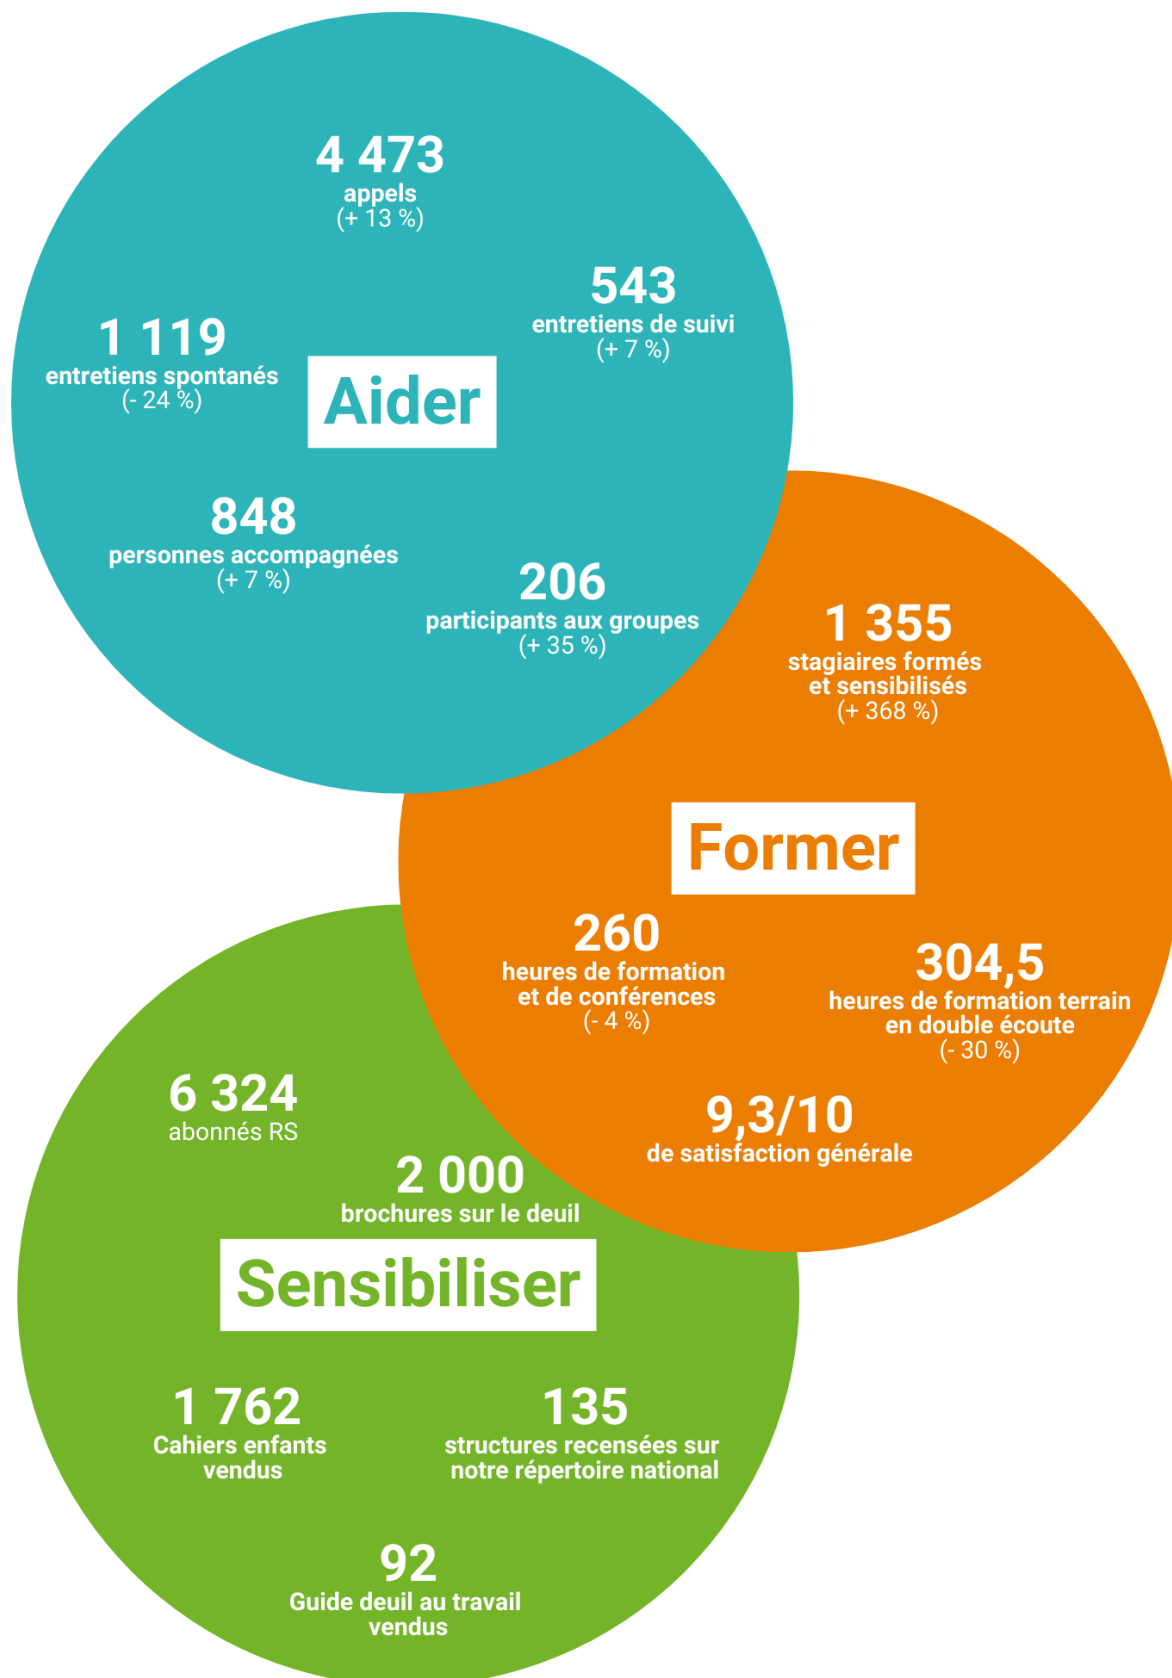 4 473
appels
(+ 13 %)
543
entretiens de suivi
(+ 7 %)
1 119
entretiens spontanés
(- 24 %)
Aider
848
personnes accompagnées
(+ 7 %)
206
participants aux groupes
(+ 35 %)
1 355
stagiaires formés
et sensibilisés
(+ 368 %)
Former
260
heures de formation
et de conférences
(- 4 %)
304,5
heures de formation terrain
en double écoute
(- 30 %)
9,3/10
de satisfaction générale
6 324
abonnés RS
2 000
brochures sur le deuil
Sensibiliser
1 762
Cahiers enfants
vendus
135
structures recensées sur
notre répertoire national
92
Guide deuil au travail
vendus